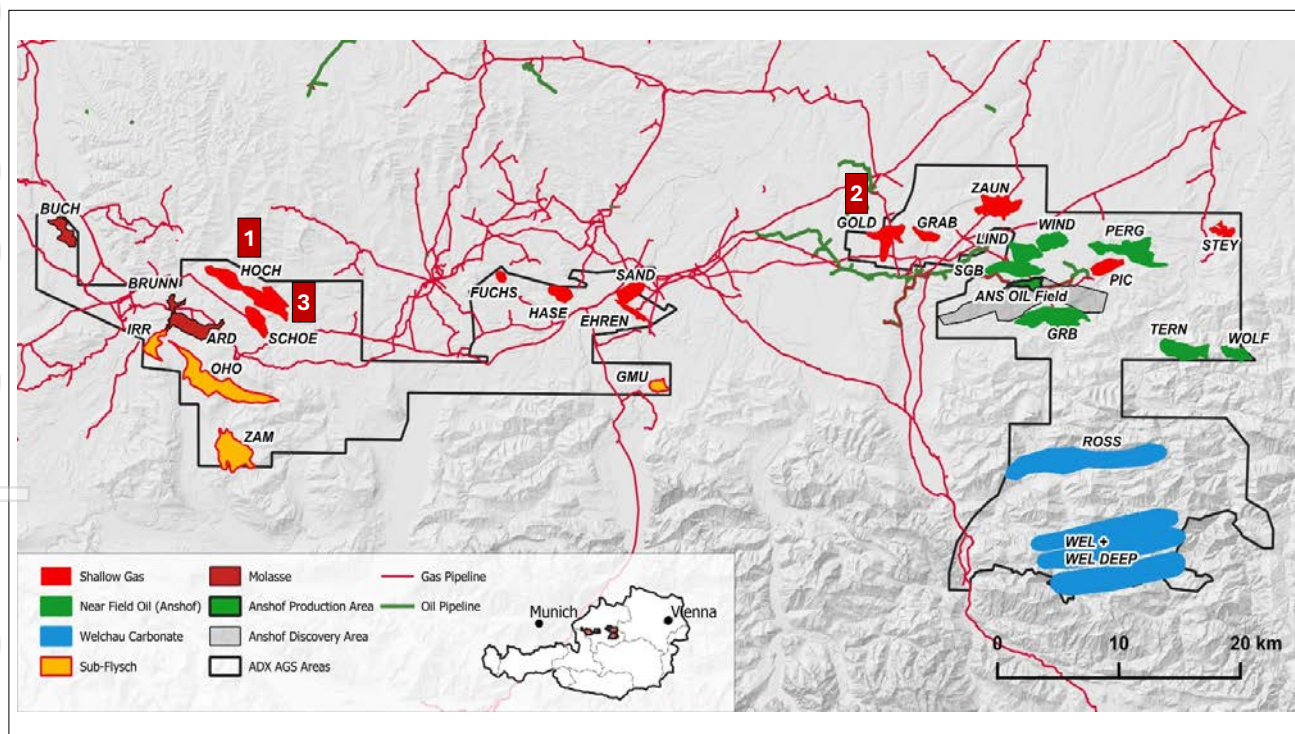 BUCH
1
HOCH
BRUNN
3
IRR
ARD
SCHOE
OHO
ZAM
FUCHS
HASE
SAND
EHREN
GMU
2
GOLD
GRAB
ZAUN
LIND
WIND
PERG
STEY
SGB
PIC
ANS OIL Field
GRB
TERN
WOLF
ROSS
WEL +
WEL DEEP
Shallow Gas
Near Field Oil (Anshof)
Welchau Carbonate
Sub-Flysch
Molasse
Anshof Production Area
Anshof Discovery Area
ADX AGS Areas
Gas Pipeline
Oil Pipeline
Munich
Vienna
0 10 20 km